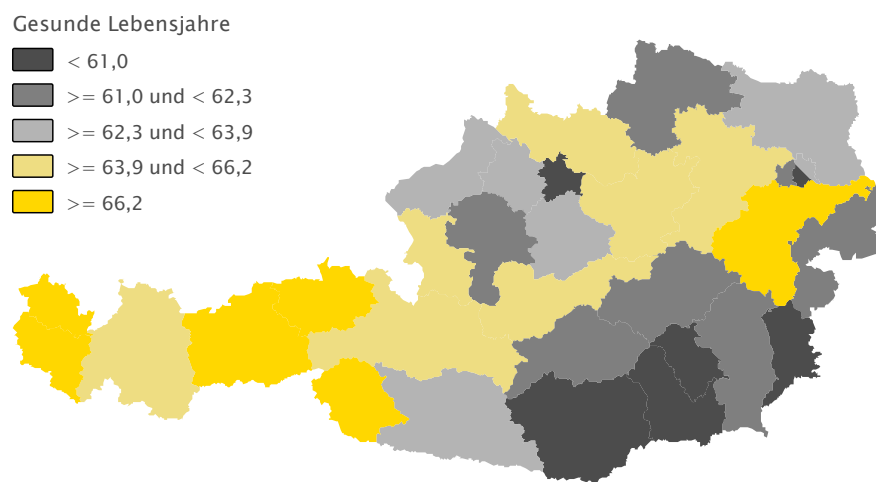 Gesunde Lebensjahre
< 61,0
>= 61,0 und < 62,3
>= 62,3 und < 63,9
>= 63,9 und < 66,2
>= 66,2